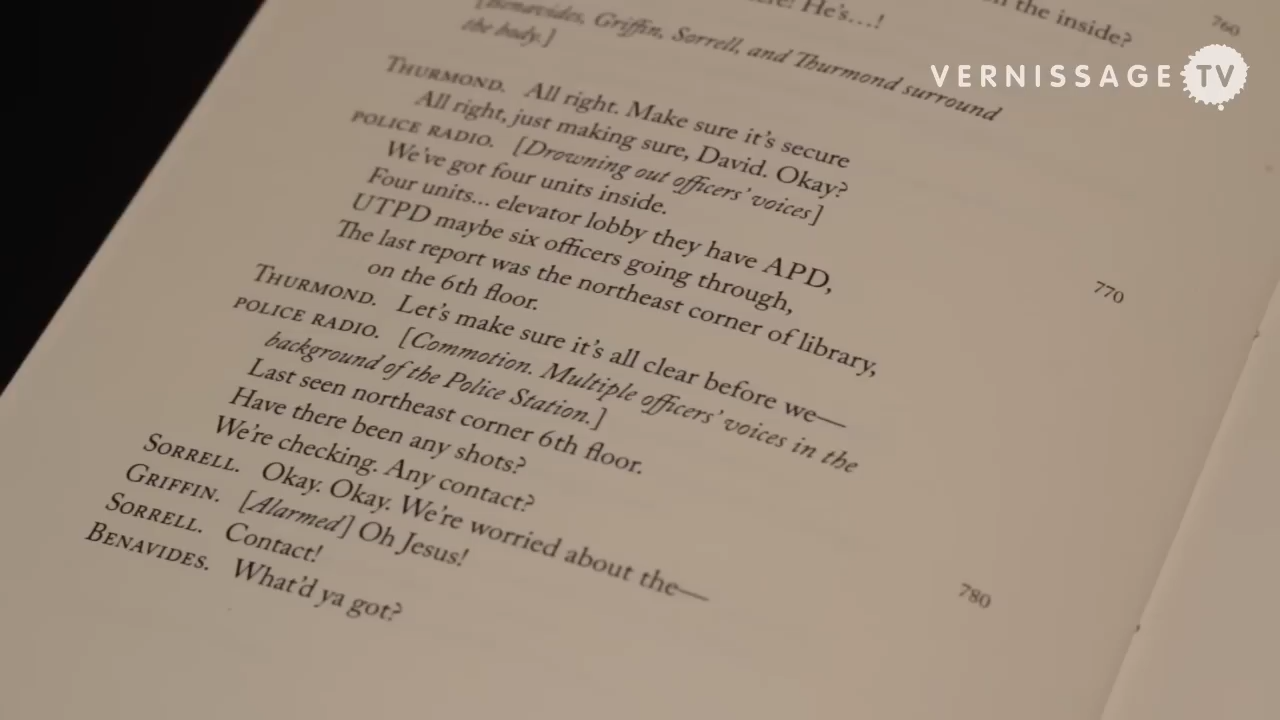 n the inside?
He's...!
760
[Benavides, Griffin, Sorrell, and Thurmond surround
the body.]
VERNISSAGE TV
THURMOND. All right. Make sure it's secure
All right, just making sure, David. Okay?
POLICE RADIO. [Drowning out officers' voices]
We've got four units inside.
Four units... elevator lobby they have APD,
UTPD maybe six officers going through,
770
The last report was the northeast corner of library,
on the 6th floor.
THURMOND. Let's make sure it's all clear before we—
POLICE RADIO. [Commotion. Multiple officers' voices in the
background of the Police Station.]
Last seen northeast corner 6th floor.
Have there been any shots?
We're checking. Any contact?
SORRELL. Okay. Okay. We're worried about the—
GRIFFIN. [Alarmed] Oh Jesus!
780
SORRELL. Contact!
BENAVIDES. What'd ya got?